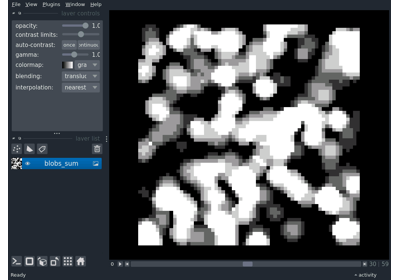 File View Plugins Window Help
layer controls
opacity: 1.0
contrast limits:
auto-contrast: once
gamma: 1.0
colormap: gra
blending: translu
interpolation: nearest
layer list
blobs_sum
30 59
Ready activity